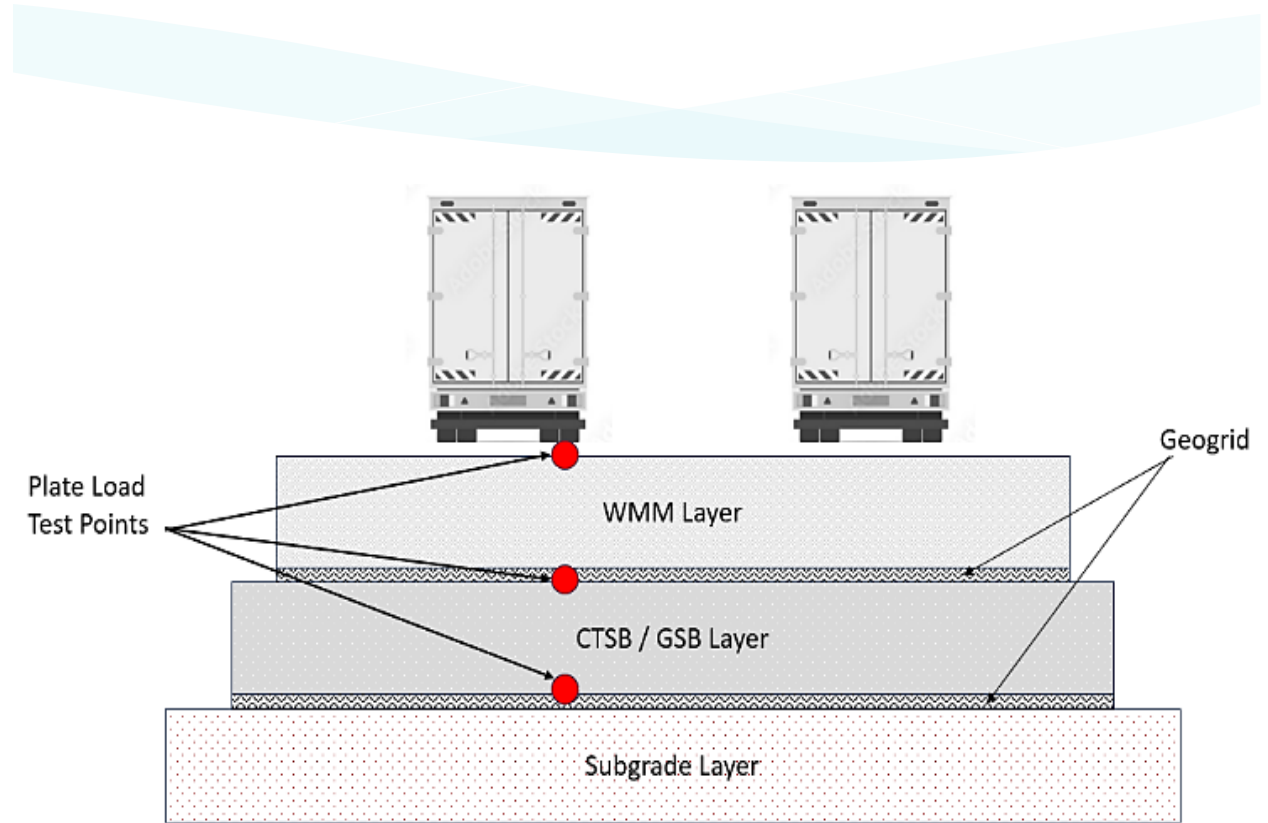 Plate Load
Test Points
Geogrid
WMM Layer
CTSB / GSB Layer
Subgrade Layer